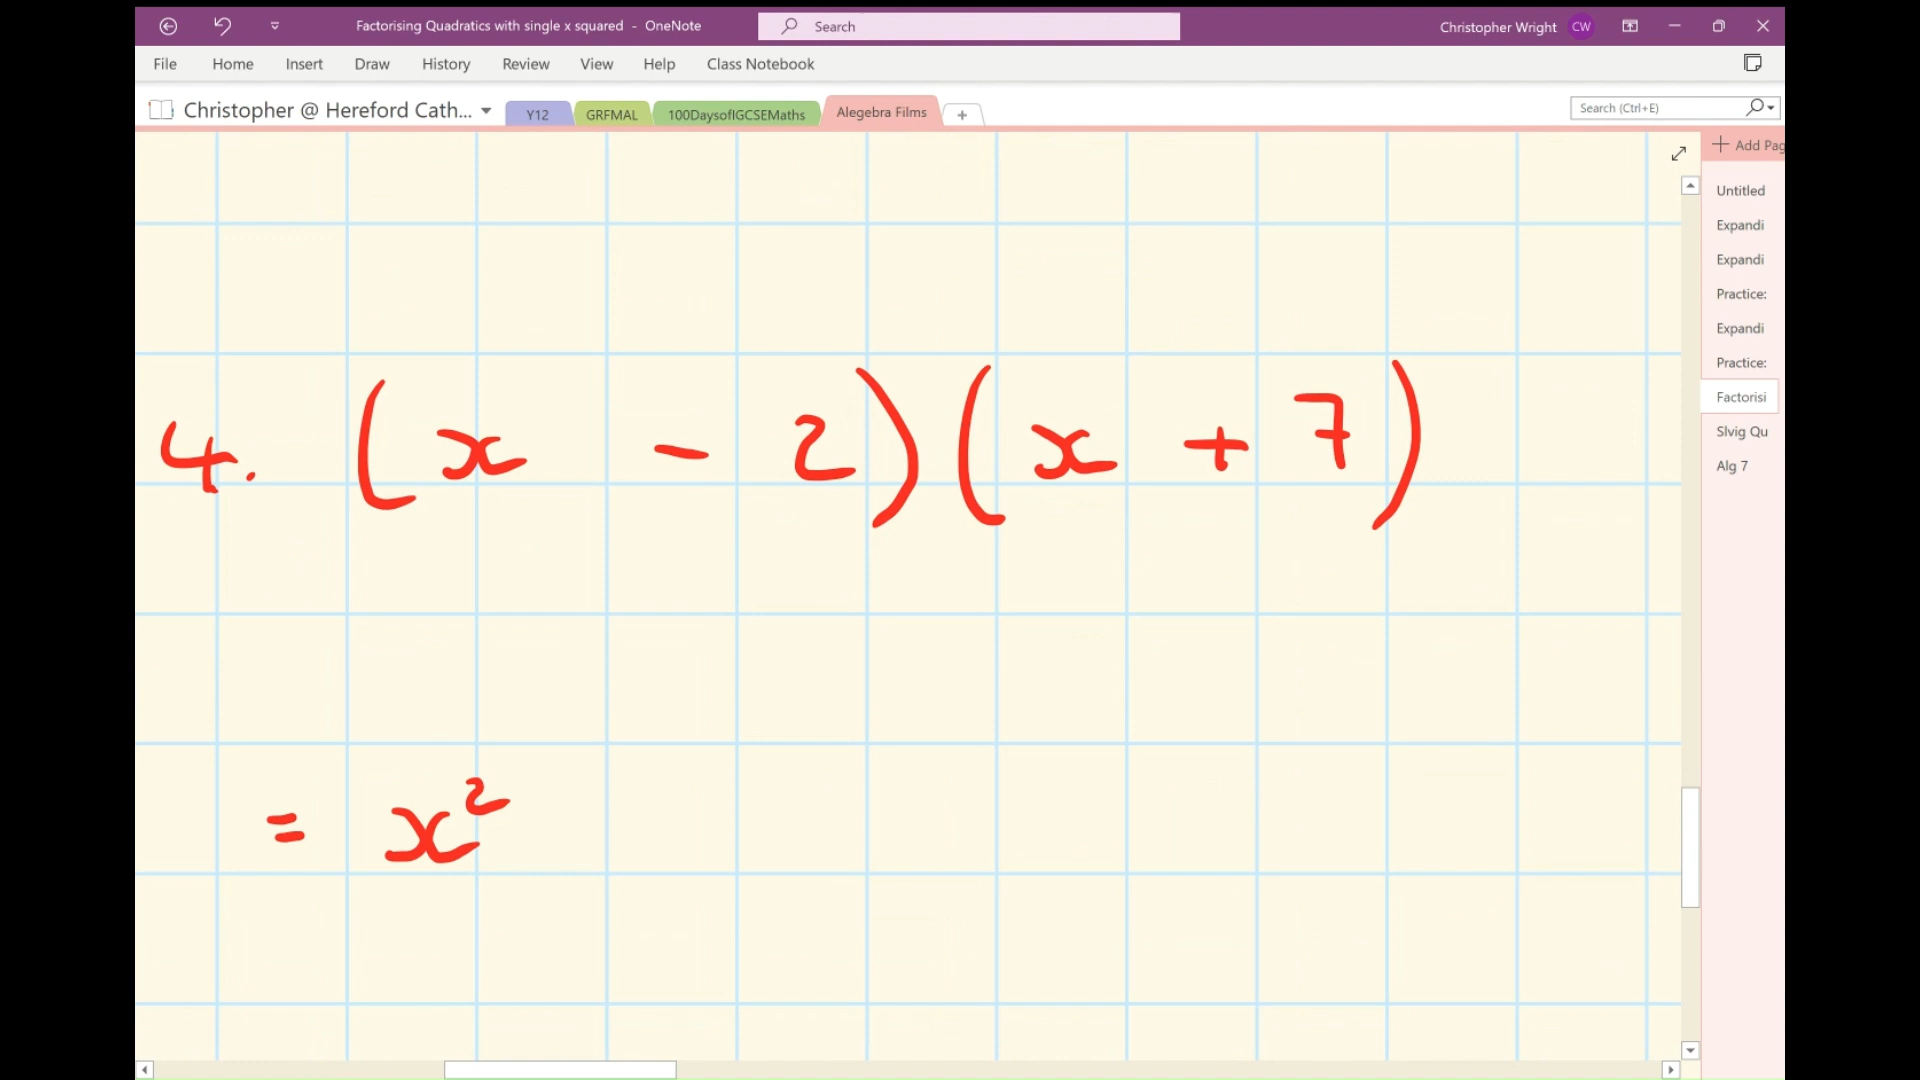 Factorising Quadratics with single x squared - OneNote
Search
Christopher Wright CW
File Home Insert Draw History Review View Help Class Notebook
Christopher @ Hereford Cath... Y12 GRFMAL 100DaysofIGCSEMaths Alegebra Films +
Search (Ctrl+E)
+ Add Pag
Untitled
Expandi
Expandi
Practice:
Expandi
Practice:
Factorisi
Slvig Qu
Alg 7
4. (x - 2)(x + 7)
= x²